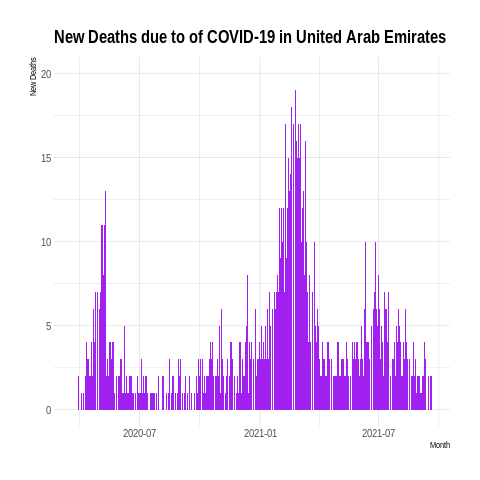 New Deaths due to of COVID-19 in United Arab Emirates
New Deaths
20
15
10
5
0
2020-07
2021-01
2021-07
Month